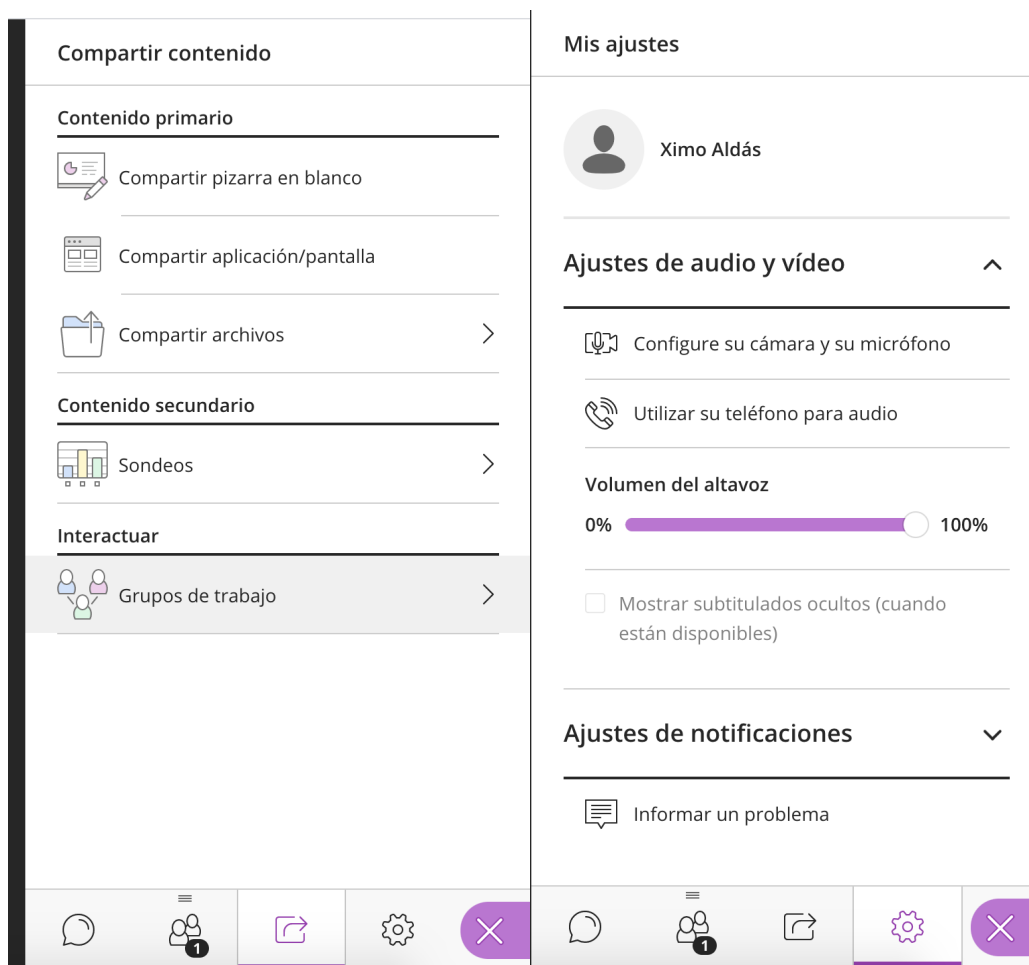 Compartir contenido
Contenido primario
Compartir pizarra en blanco
Compartir aplicación/pantalla
Compartir archivos
Contenido secundario
Sondeos
Interactuar
Grupos de trabajo
1
Mis ajustes
Ximo Aldás
Ajustes de audio y vídeo
Configure su cámara y su micrófono
Utilizar su teléfono para audio
Volumen del altavoz
0% 100%
Mostrar subtitulados ocultos (cuando
están disponibles)
Ajustes de notificaciones
Informar un problema
1